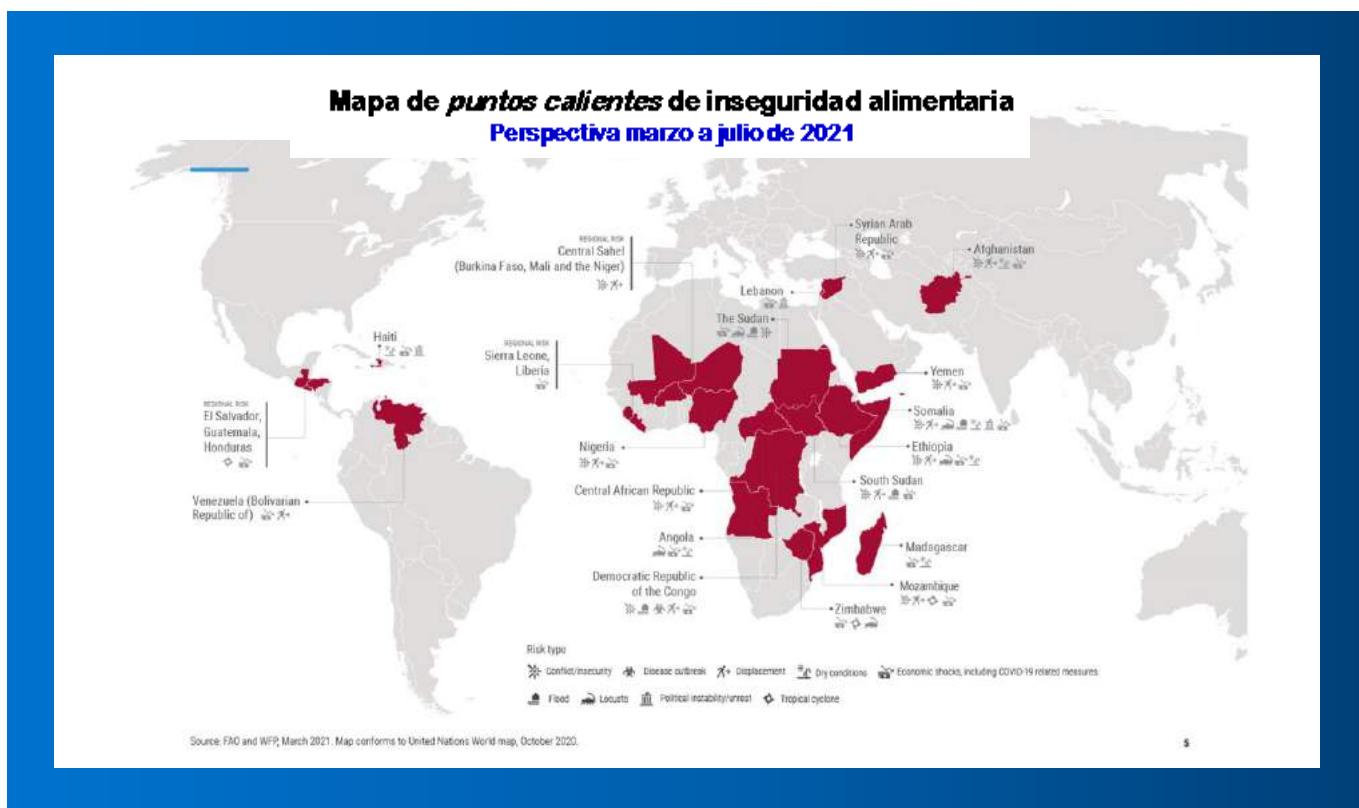 Mapa de puntos calientes de inseguridad alimentaria
Perspectiva marzo a julio de 2021
REGIONAL RISK
Central Sahel
(Burkina Faso, Mali and the Niger)
Syrian Arab
Republic
Afghanistan
Lebanon
The Sudan
Haiti
REGIONAL RISK
Sierra Leone,
Liberia
Yemen
REGIONAL RISK
El Salvador,
Guatemala,
Honduras
Somalia
Nigeria
Ethiopia
South Sudan
Central African Republic
Venezuela (Bolivarian
Republic of)
Angola
Madagascar
Democratic Republic
of the Congo
Mozambique
Zimbabwe
Risk type
Conflict/insecurity Disease outbreak Displacement Dry conditions Economic shocks, including COVID-19 related measures
Flood Locusts Political instability/unrest Tropical cyclone
Source: FAO and WFP, March 2021. Map conforms to United Nations World map, October 2020.
5